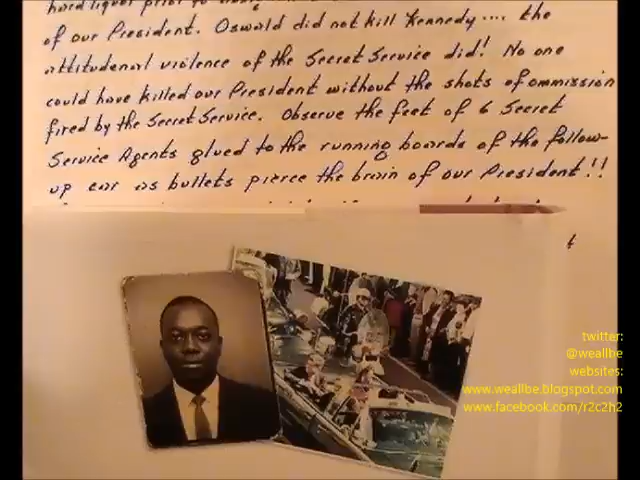 hard liquor prior to
of our President. Oswald did not kill Kennedy.... the
attitudenal violence of the Secret Service did! No one
could have killed our President without the shots of ommission
fired by the Secret Service. Observe the feet of 6 Secret
Service Agents glued to the running boards of the follow-
up car as bullets pierce the brain of our President!!
twitter:
@weallbe
websites:
www.weallbe.blogspot.com
www.facebook.com/r2c2h2